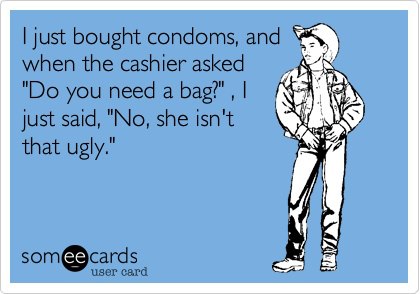 I just bought condoms, and
when the cashier asked
"Do you need a bag?" , I
just said, "No, she isn't
that ugly."
someecards
user card